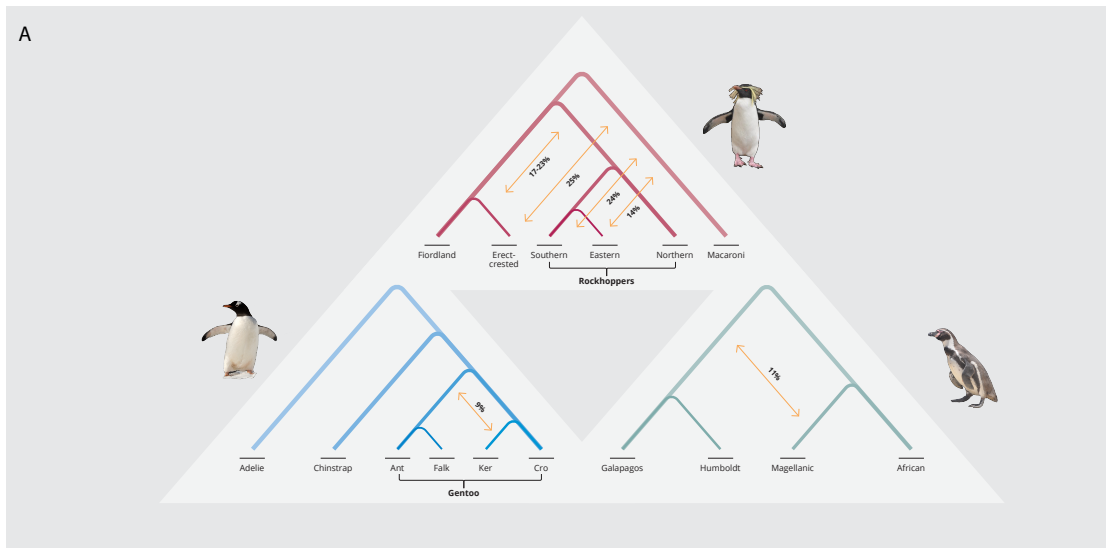 A
17-23%
25%
24%
14%
Fiordland
Erect-
crested
Southern
Eastern
Northern
Macaroni
Rockhoppers
9%
11%
Adelie
Chinstrap
Ant
Falk
Ker
Cro
Gentoo
Galapagos
Humboldt
Magellanic
African